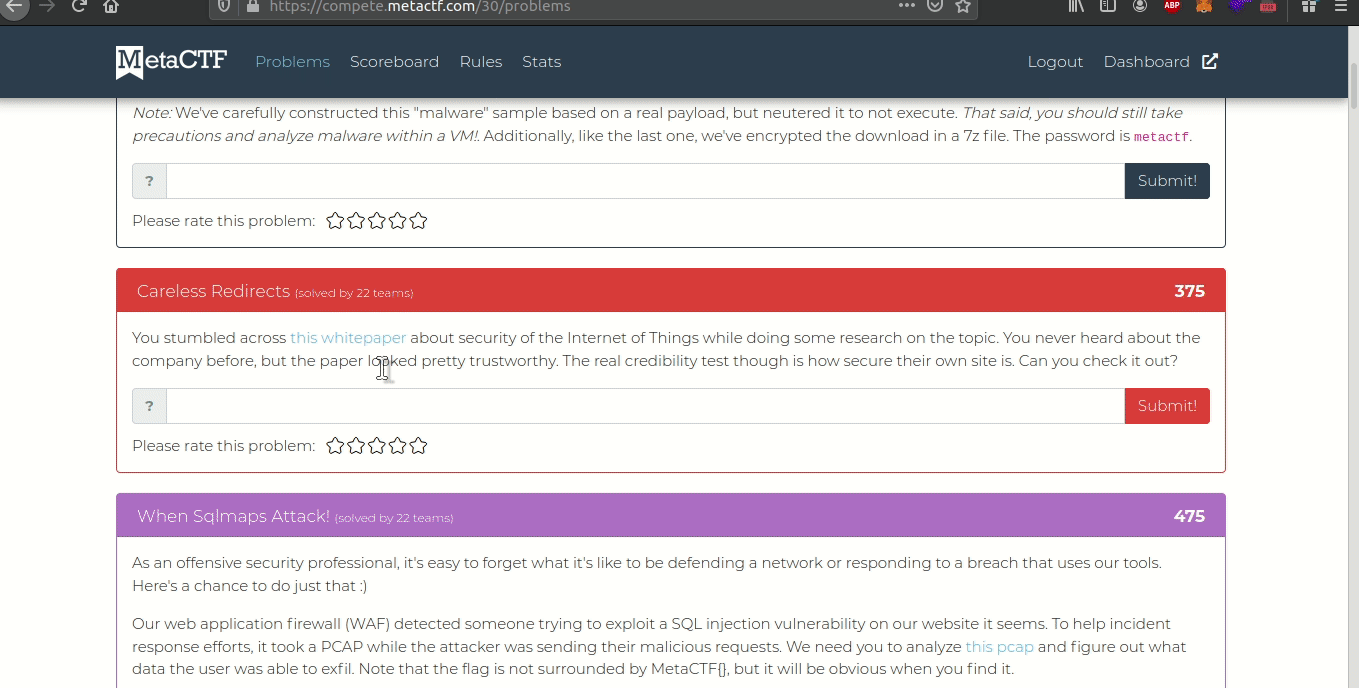 https://compete.metactf.com/30/problems
ABP
MetaCTF Problems Scoreboard Rules Stats Logout Dashboard
Note: We've carefully constructed this "malware" sample based on a real payload, but neutered it to not execute. That said, you should still take
precautions and analyze malware within a VM!. Additionally, like the last one, we've encrypted the download in a 7z file. The password is metactf.
? Submit!
Please rate this problem:
Careless Redirects (solved by 22 teams) 375
You stumbled across this whitepaper about security of the Internet of Things while doing some research on the topic. You never heard about the
company before, but the paper looked pretty trustworthy. The real credibility test though is how secure their own site is. Can you check it out?
? Submit!
Please rate this problem:
When Sqlmaps Attack! (solved by 22 teams) 475
As an offensive security professional, it's easy to forget what it's like to be defending a network or responding to a breach that uses our tools.
Here's a chance to do just that :)
Our web application firewall (WAF) detected someone trying to exploit a SQL injection vulnerability on our website it seems. To help incident
response efforts, it took a PCAP while the attacker was sending their malicious requests. We need you to analyze this pcap and figure out what
data the user was able to exfil. Note that the flag is not surrounded by MetaCTF{}, but it will be obvious when you find it.